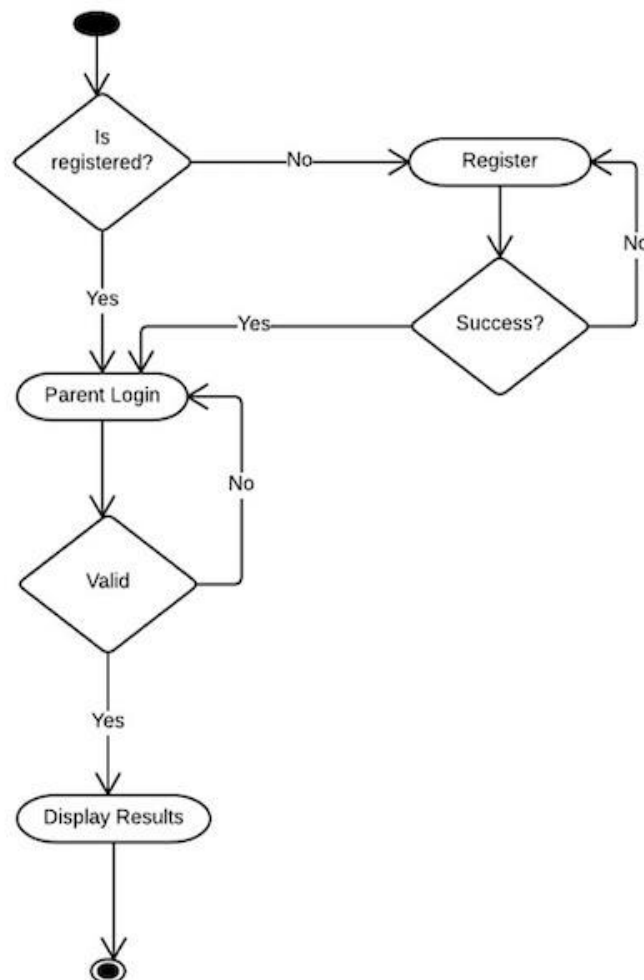 Is
registered?
No
Register
No
Yes
Success?
Yes
Parent Login
No
Valid
Yes
Display Results